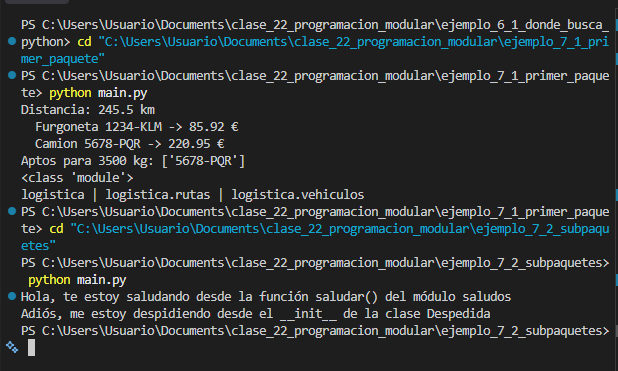 PS C:\Users\Usuario\Documents\clase_22_programacion_modular\ejemplo_6_1_donde_busca_
python> cd "C:\Users\Usuario\Documents\clase_22_programacion_modular\ejemplo_7_1_pri
mer_paquete"
PS C:\Users\Usuario\Documents\clase_22_programacion_modular\ejemplo_7_1_primer_paque
te> python main.py
Distancia: 245.5 km
  Furgoneta 1234-KLM -> 85.92 €
  Camion 5678-PQR -> 220.95 €
Aptos para 3500 kg: ['5678-PQR']
<class 'module'>
logistica | logistica.rutas | logistica.vehiculos
PS C:\Users\Usuario\Documents\clase_22_programacion_modular\ejemplo_7_1_primer_paque
te> cd "C:\Users\Usuario\Documents\clase_22_programacion_modular\ejemplo_7_2_subpaqu
etes"
PS C:\Users\Usuario\Documents\clase_22_programacion_modular\ejemplo_7_2_subpaquetes>
 python main.py
Hola, te estoy saludando desde la función saludar() del módulo saludos
Adiós, me estoy despidiendo desde el __init__ de la clase Despedida
PS C:\Users\Usuario\Documents\clase_22_programacion_modular\ejemplo_7_2_subpaquetes>